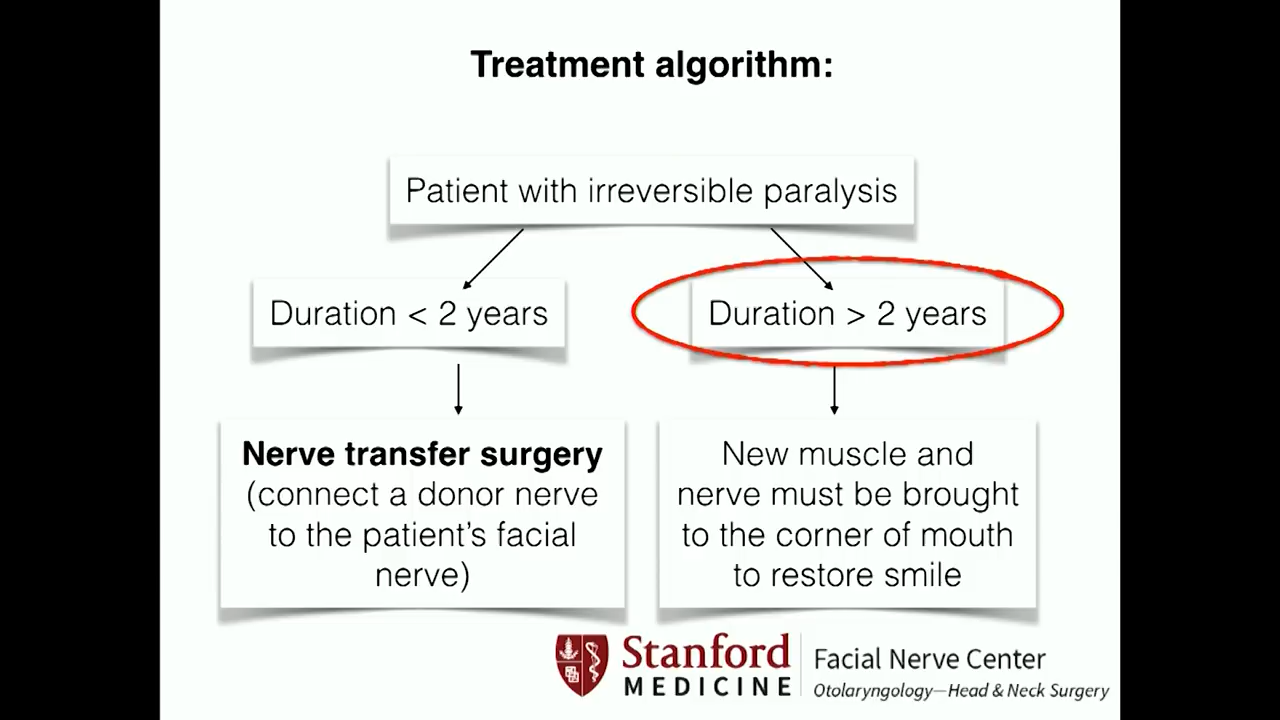 Treatment algorithm:
Patient with irreversible paralysis
Duration < 2 years
Duration > 2 years
Nerve transfer surgery
(connect a donor nerve
to the patient's facial
nerve)
New muscle and
nerve must be brought
to the corner of mouth
to restore smile
Stanford
MEDICINE
Facial Nerve Center
Otolaryngology—Head & Neck Surgery